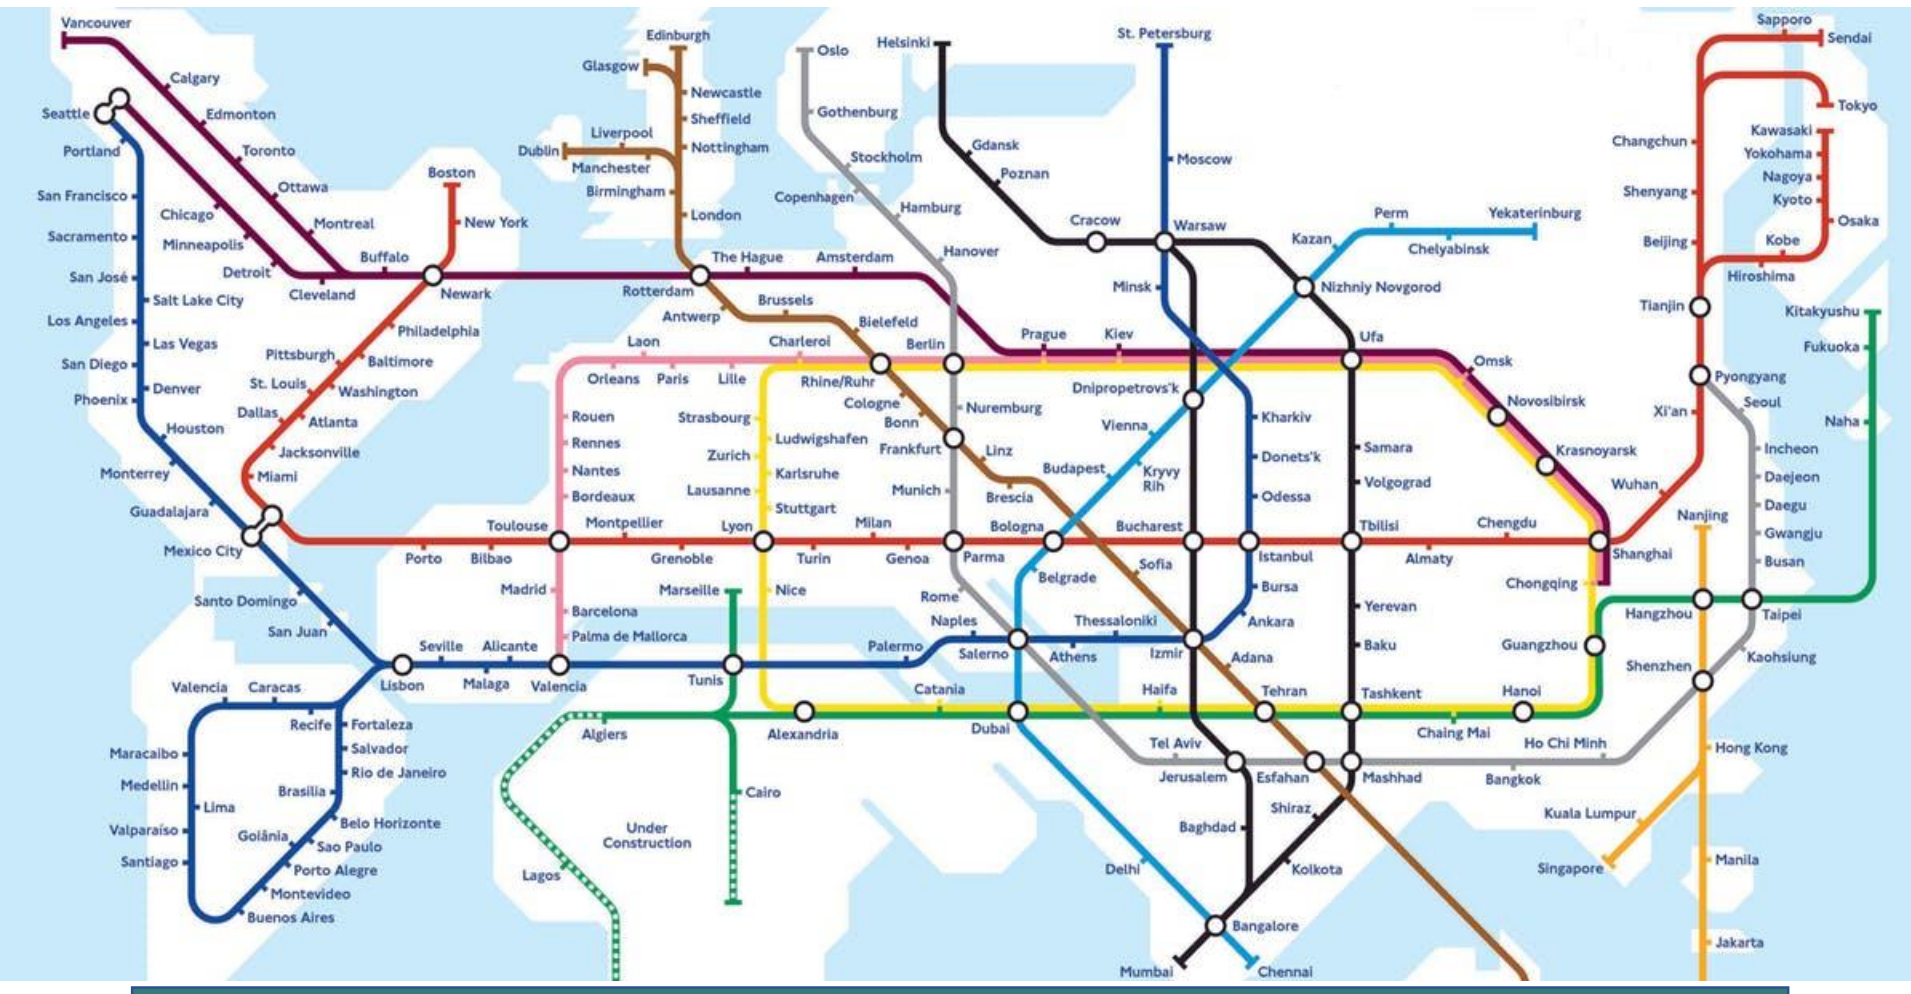 Vancouver
Calgary
Seattle
Edmonton
Portland
Toronto
San Francisco
Ottawa
Chicago
Montreal
Sacramento
Minneapolis
Detroit
Buffalo
San José
Cleveland
Salt Lake City
Los Angeles
Las Vegas
San Diego
Denver
Phoenix
Houston
Monterrey
Guadalajara
Mexico City
Santo Domingo
San Juan
Boston
New York
Newark
Philadelphia
Pittsburgh
Baltimore
St. Louis
Washington
Dallas
Atlanta
Jacksonville
Miami
Valencia
Caracas
Recife
Fortaleza
Maracaibo
Salvador
Medellin
Rio de Janeiro
Brasilia
Lima
Belo Horizonte
Valparaíso
Goiânia
Sao Paulo
Santiago
Porto Alegre
Montevideo
Buenos Aires
Edinburgh
Glasgow
Newcastle
Sheffield
Liverpool
Dublin
Nottingham
Manchester
Birmingham
London
Rotterdam
The Hague
Amsterdam
Antwerp
Brussels
Bielefeld
Laon
Charleroi
Berlin
Orleans
Paris
Lille
Rhine/Ruhr
Cologne
Bonn
Frankfurt
Nuremburg
Linz
Brescia
Munich
Rouen
Rennes
Nantes
Bordeaux
Strasbourg
Ludwigshafen
Zurich
Karlsruhe
Lausanne
Stuttgart
Toulouse
Montpellier
Lyon
Milan
Bologna
Porto
Bilbao
Grenoble
Turin
Genoa
Parma
Madrid
Barcelona
Palma de Mallorca
Marseille
Nice
Rome
Naples
Lisbon
Seville
Alicante
Malaga
Valencia
Tunis
Palermo
Salerno
Thessaloniki
Athens
Izmir
Algiers
Alexandria
Catania
Dubai
Cairo
Under
Construction
Lagos
Oslo
Gothenburg
Stockholm
Copenhagen
Hamburg
Hanover
Helsinki
Gdansk
Poznan
Cracow
St. Petersburg
Moscow
Warsaw
Minsk
Kazan
Perm
Chelyabinsk
Yekaterinburg
Nizhniy Novgorod
Prague
Kiev
Ufa
Omsk
Dnipropetrovs'k
Novosibirsk
Vienna
Kharkiv
Krasnoyarsk
Budapest
Kryvy
Rih
Donets'k
Samara
Odessa
Volgograd
Bucharest
Istanbul
Tbilisi
Chengdu
Almaty
Shanghai
Belgrade
Sofia
Bursa
Chongqing
Ankara
Yerevan
Baku
Guangzhou
Adana
Haifa
Tehran
Tashkent
Hanoi
Chaing Mai
Tel Aviv
Jerusalem
Esfahan
Mashhad
Ho Chi Minh
Bangkok
Shiraz
Baghdad
Delhi
Kolkota
Bangalore
Mumbai
Chennai
Sapporo
Sendai
Tokyo
Changchun
Kawasaki
Yokohama
Nagoya
Shenyang
Kyoto
Osaka
Beijing
Kobe
Hiroshima
Tianjin
Kitakyushu
Fukuoka
Pyongyang
Seoul
Xi'an
Naha
Incheon
Daejeon
Wuhan
Daegu
Nanjing
Gwangju
Busan
Hangzhou
Taipei
Shenzhen
Kaohsiung
Hong Kong
Kuala Lumpur
Singapore
Manila
Jakarta